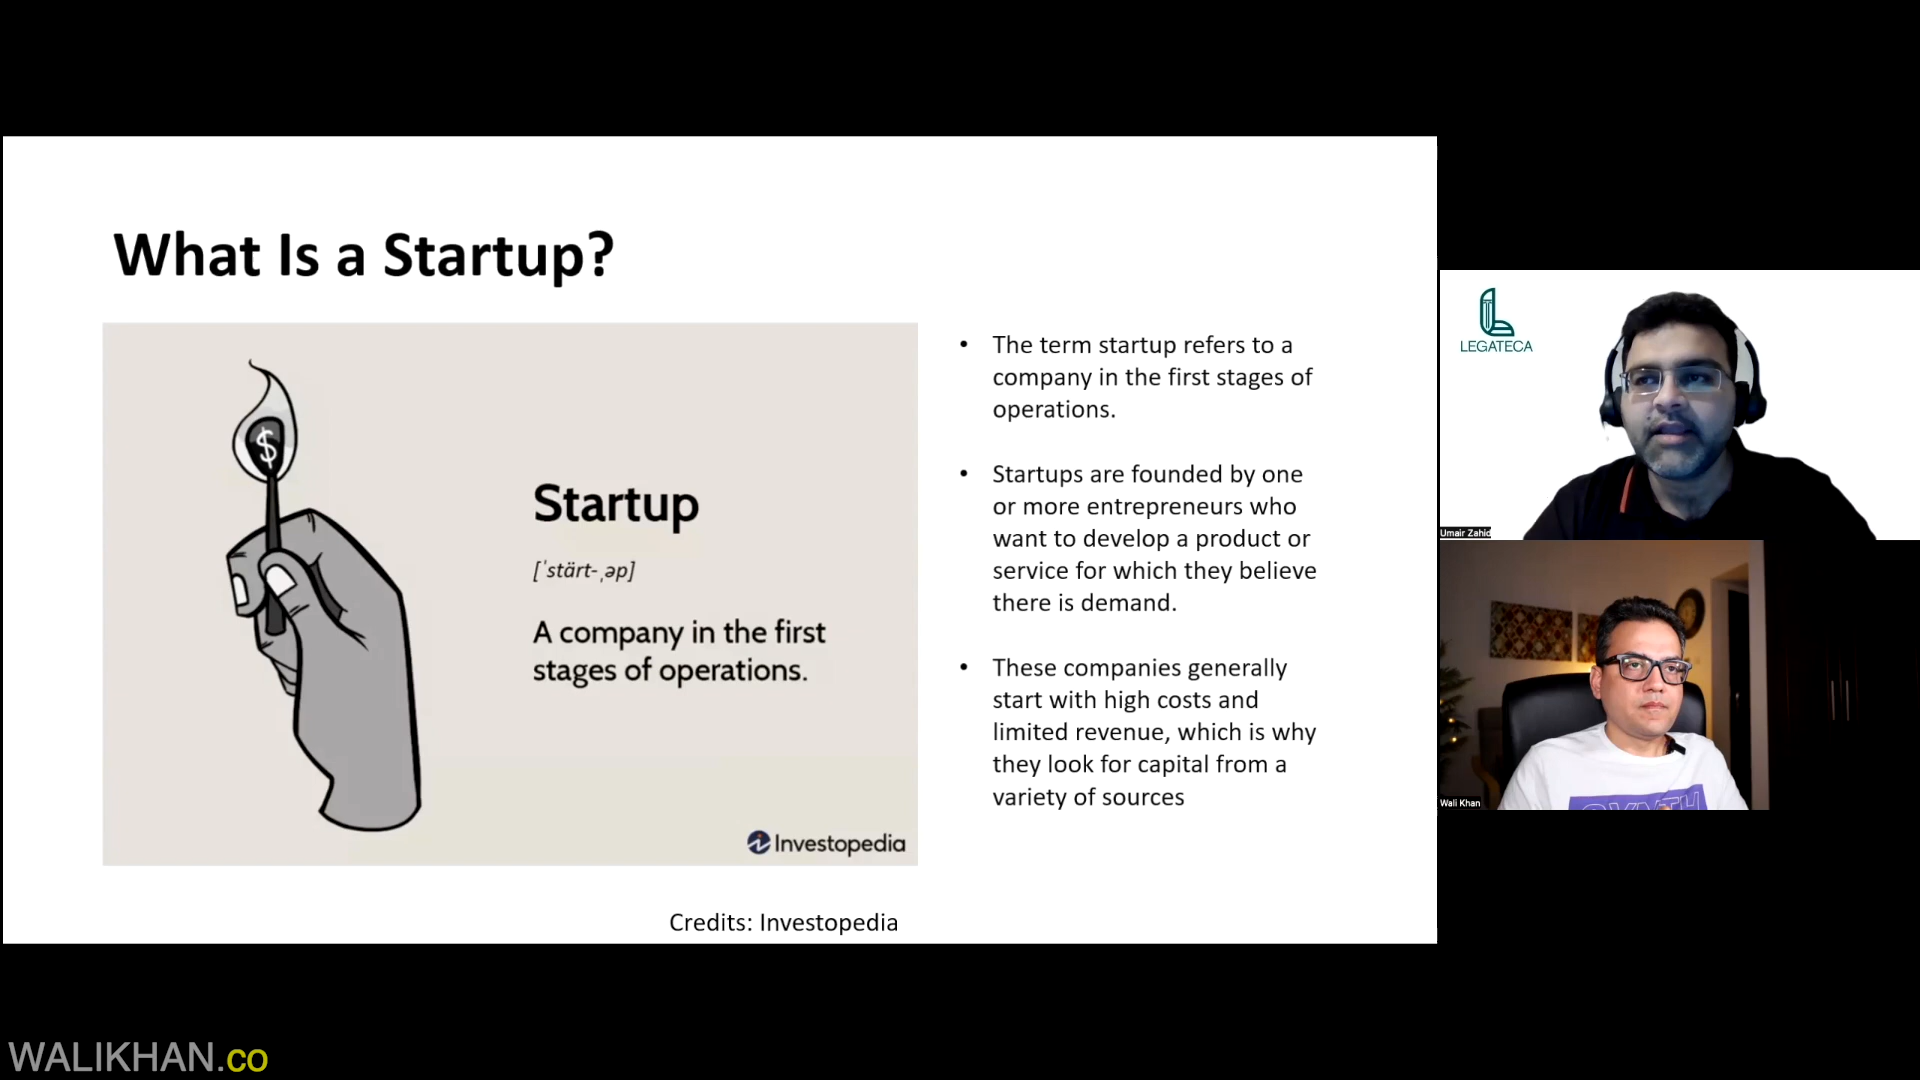 What Is a Startup?
$
Startup
[ˈstärt-ˌəp]
A company in the first
stages of operations.
Investopedia
Credits: Investopedia
• The term startup refers to a
company in the first stages of
operations.
• Startups are founded by one
or more entrepreneurs who
want to develop a product or
service for which they believe
there is demand.
• These companies generally
start with high costs and
limited revenue, which is why
they look for capital from a
variety of sources
LEGATECA
Umair Zahid
Wali Khan
WALIKHAN.co